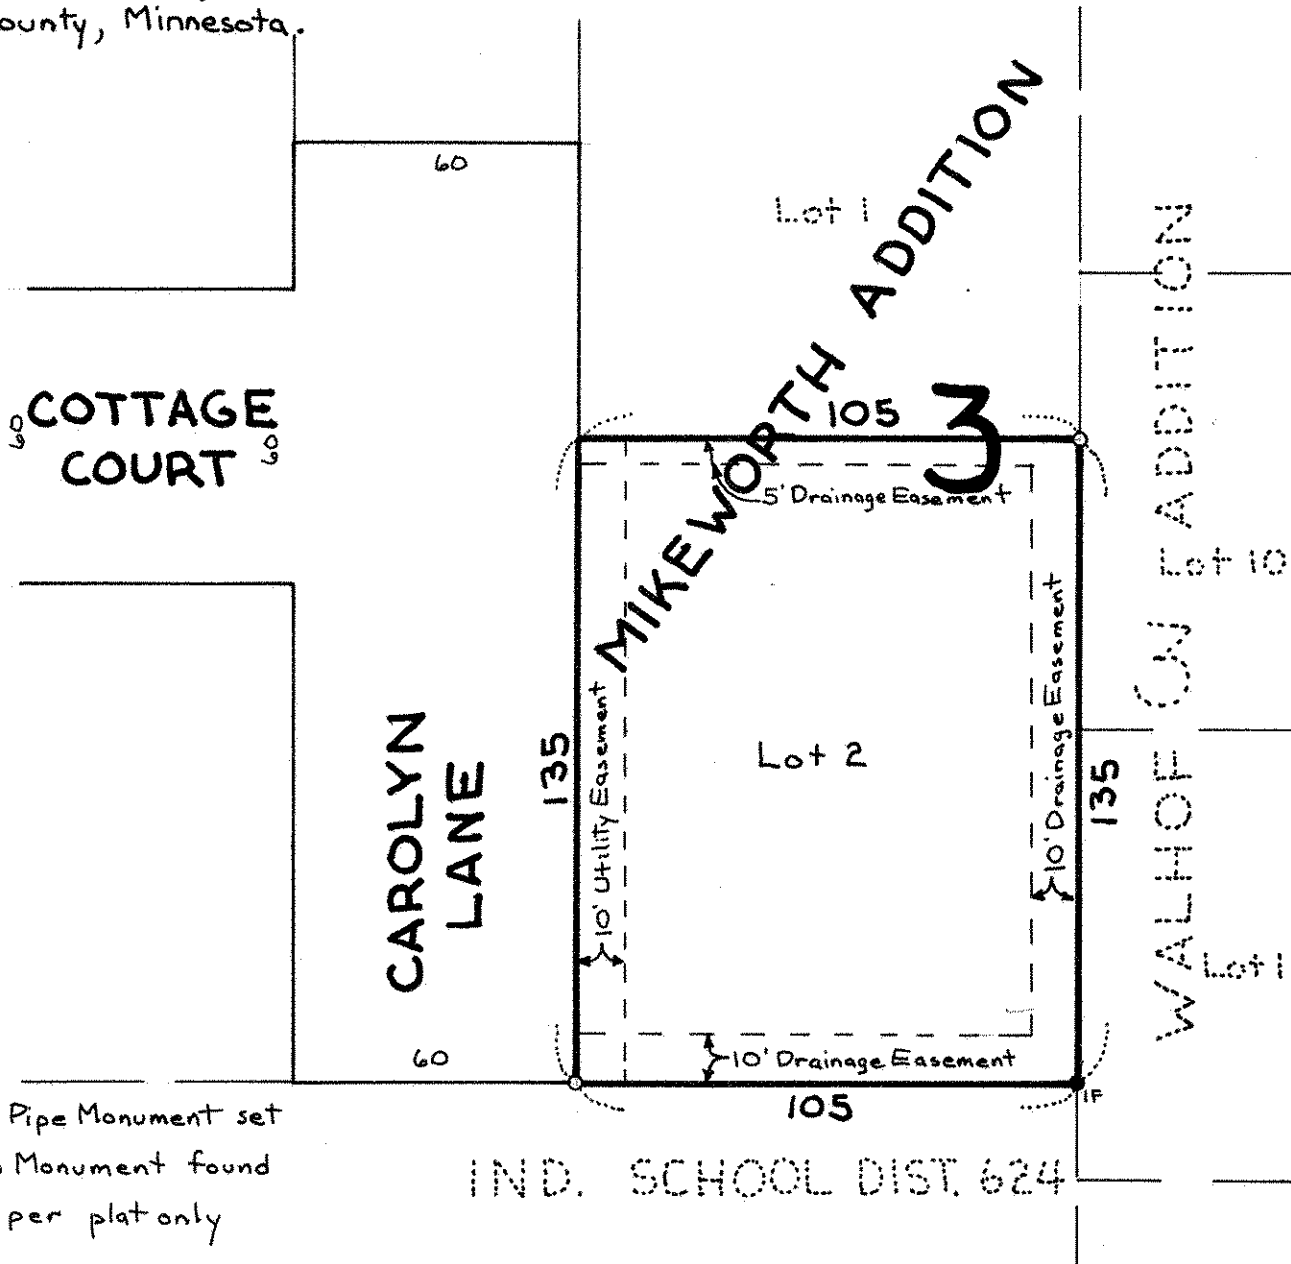 ounty, Minnesota.
60
Lot 1
MIKEWORTH ADDITION
3
COTTAGE
COURT
60
60
105
5' Drainage Easement
WALHOF ADDITION
Lot 10
CAROLYN
LANE
135
10' Utility Easement
Lot 2
10' Drainage Easement
135
Lot 1
60
10' Drainage Easement
105
IF
Pipe Monument set
Monument found
per plat only
IND. SCHOOL DIST. 624